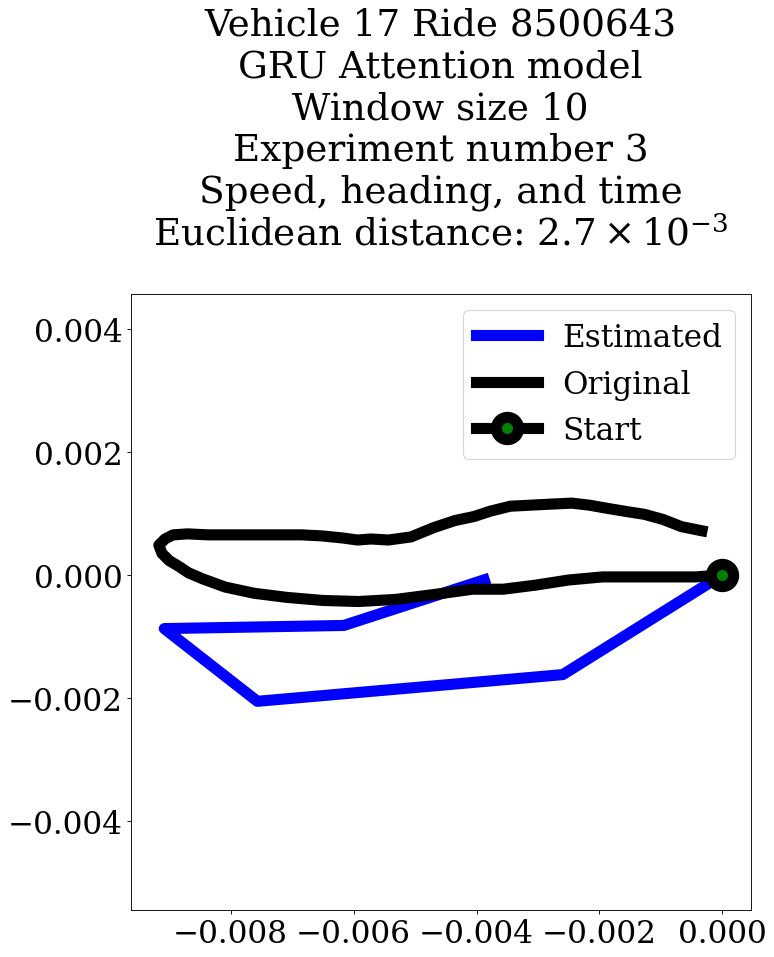 Vehicle 17 Ride 8500643
GRU Attention model
Window size 10
Experiment number 3
Speed, heading, and time
Euclidean distance: 2.7 × 10⁻³
Estimated
Original
Start
0.004
0.002
0.000
−0.002
−0.004
−0.008 −0.006 −0.004 −0.002 0.000